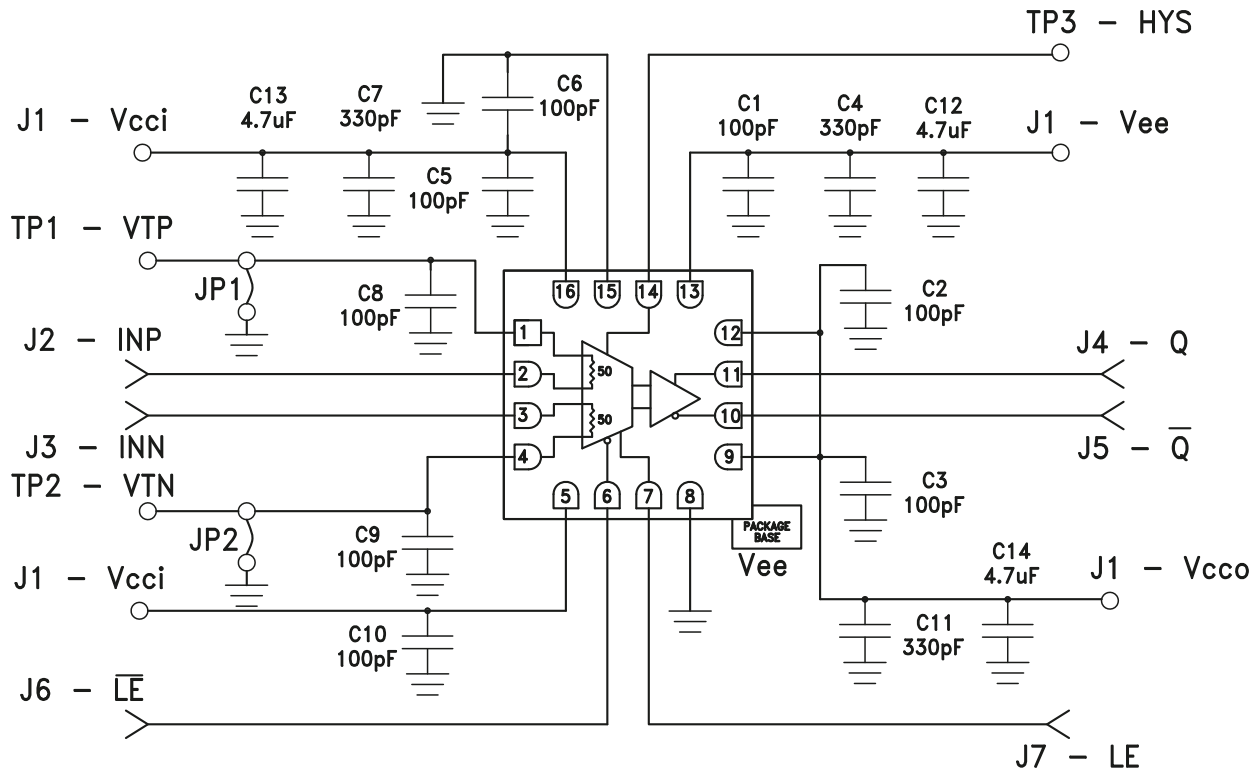 TP3 - HYS
C13
4.7uF
C7
330pF
C6
100pF
C1
100pF
C4
330pF
C12
4.7uF
J1 - Vcci
J1 - Vee
C5
100pF
TP1 - VTP
JP1
C8
100pF
16 15 14 13
C2
100pF
1
12
J2 - INP
J4 - Q
2
50
11
3
50
10
J3 - INN
J5 - Q̅
4
9
TP2 - VTN
5 6 7 8
C3
100pF
JP2
C9
100pF
PACKAGE
BASE
Vee
J1 - Vcci
C14
4.7uF
J1 - Vcco
C10
100pF
C11
330pF
J6 - L̅E̅
J7 - LE